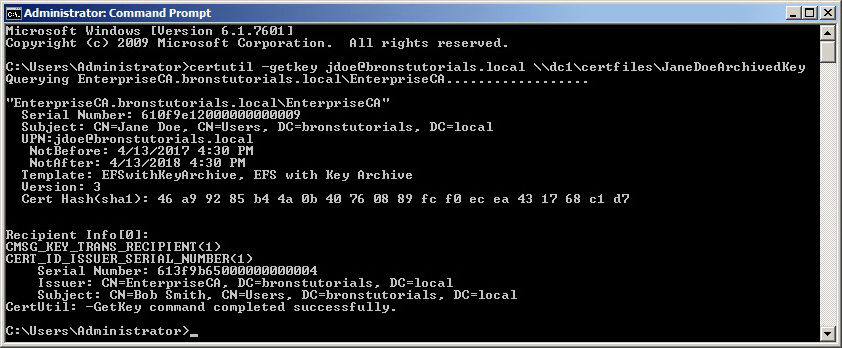 Administrator: Command Prompt
Microsoft Windows [Version 6.1.7601]
Copyright (c) 2009 Microsoft Corporation.  All rights reserved.
C:\Users\Administrator>certutil -getkey jdoe@bronstutorials.local \\dc1\certfiles\JaneDoeArchivedKey
Querying EnterpriseCA.bronstutorials.local\EnterpriseCA..................
"EnterpriseCA.bronstutorials.local\EnterpriseCA"
  Serial Number: 610f9e12000000000009
  Subject: CN=Jane Doe, CN=Users, DC=bronstutorials, DC=local
  UPN:jdoe@bronstutorials.local
   NotBefore: 4/13/2017 4:30 PM
   NotAfter: 4/13/2018 4:30 PM
  Template: EFSwithKeyArchive, EFS with Key Archive
  Version: 3
  Cert Hash(sha1): 46 a9 92 85 b4 4a 0b 40 76 08 89 fc f0 ec ea 43 17 68 c1 d7
Recipient Info[0]:
CMSG_KEY_TRANS_RECIPIENT(1)
CERT_ID_ISSUER_SERIAL_NUMBER(1)
    Serial Number: 613f9b65000000000004
    Issuer: CN=EnterpriseCA, DC=bronstutorials, DC=local
    Subject: CN=Bob Smith, CN=Users, DC=bronstutorials, DC=local
CertUtil: -GetKey command completed successfully.
C:\Users\Administrator>_